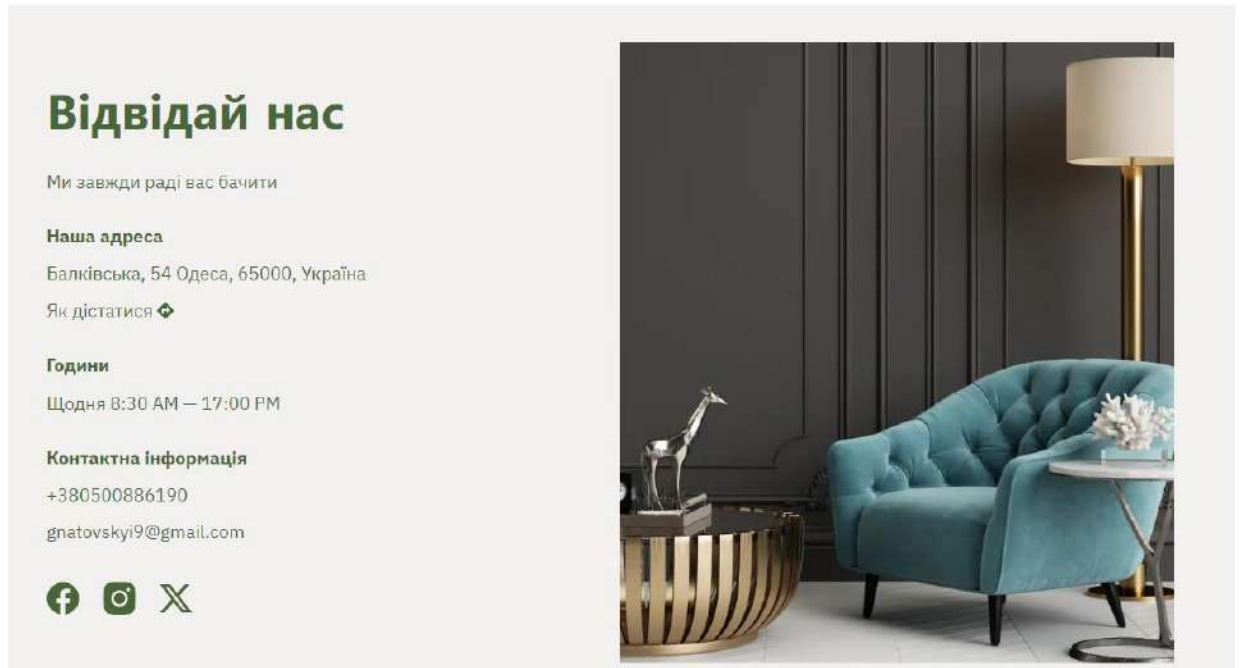 Відвідай нас
Ми завжди раді вас бачити
Наша адреса
Балківська, 54 Одеса, 65000, Україна
Як дістатися
Години
Щодня 8:30 AM — 17:00 PM
Контактна інформація
+380500886190
gnatovskyi9@gmail.com